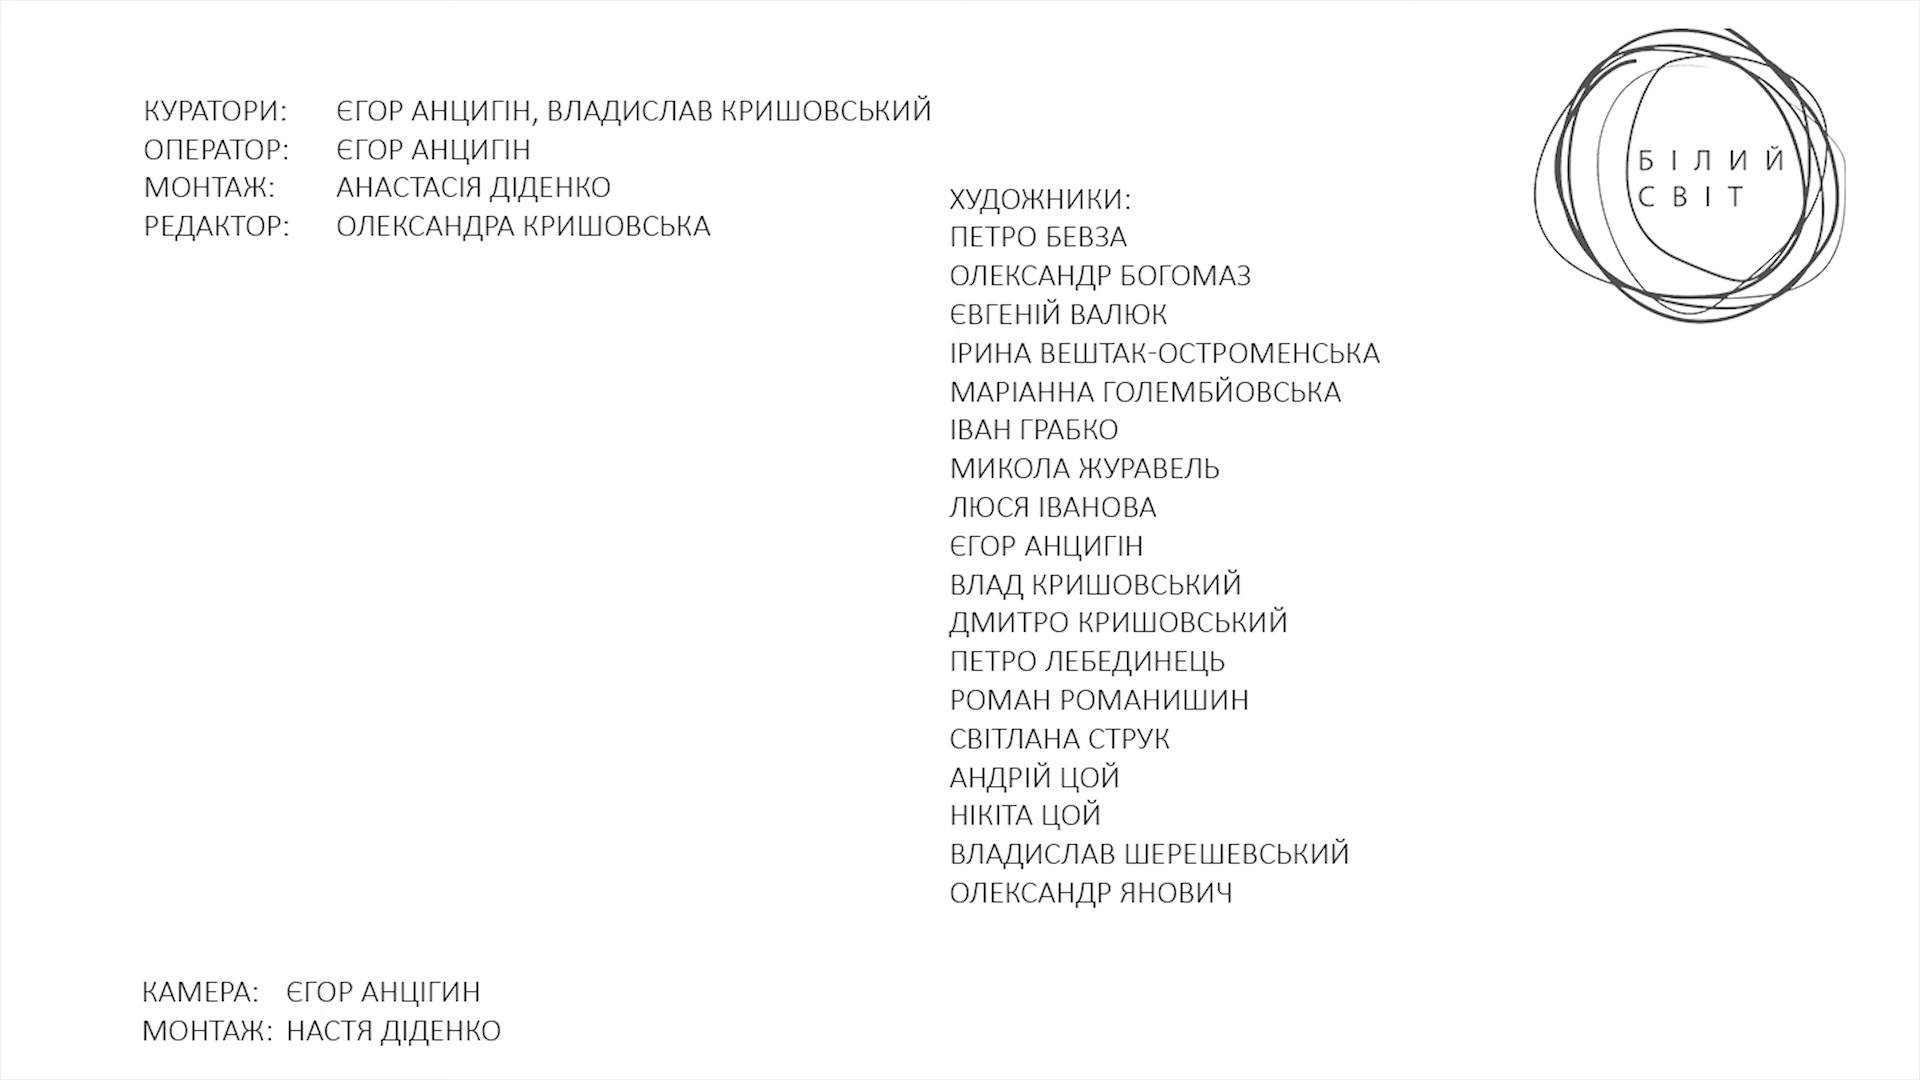 КУРАТОРИ: ЄГОР АНЦИГІН, ВЛАДИСЛАВ КРИШОВСЬКИЙ
ОПЕРАТОР: ЄГОР АНЦИГІН
МОНТАЖ: АНАСТАСІЯ ДІДЕНКО
РЕДАКТОР: ОЛЕКСАНДРА КРИШОВСЬКА
ХУДОЖНИКИ:
ПЕТРО БЕВЗА
ОЛЕКСАНДР БОГОМАЗ
ЄВГЕНІЙ ВАЛЮК
ІРИНА ВЕШТАК-ОСТРОМЕНСЬКА
МАРІАННА ГОЛЕМБЙОВСЬКА
ІВАН ГРАБКО
МИКОЛА ЖУРАВЕЛЬ
ЛЮСЯ ІВАНОВА
ЄГОР АНЦИГІН
ВЛАД КРИШОВСЬКИЙ
ДМИТРО КРИШОВСЬКИЙ
ПЕТРО ЛЕБЕДИНЕЦЬ
РОМАН РОМАНИШИН
СВІТЛАНА СТРУК
АНДРІЙ ЦОЙ
НІКІТА ЦОЙ
ВЛАДИСЛАВ ШЕРЕШЕВСЬКИЙ
ОЛЕКСАНДР ЯНОВИЧ
БІЛИЙ
СВІТ
КАМЕРА: ЄГОР АНЦІГИН
МОНТАЖ: НАСТЯ ДІДЕНКО